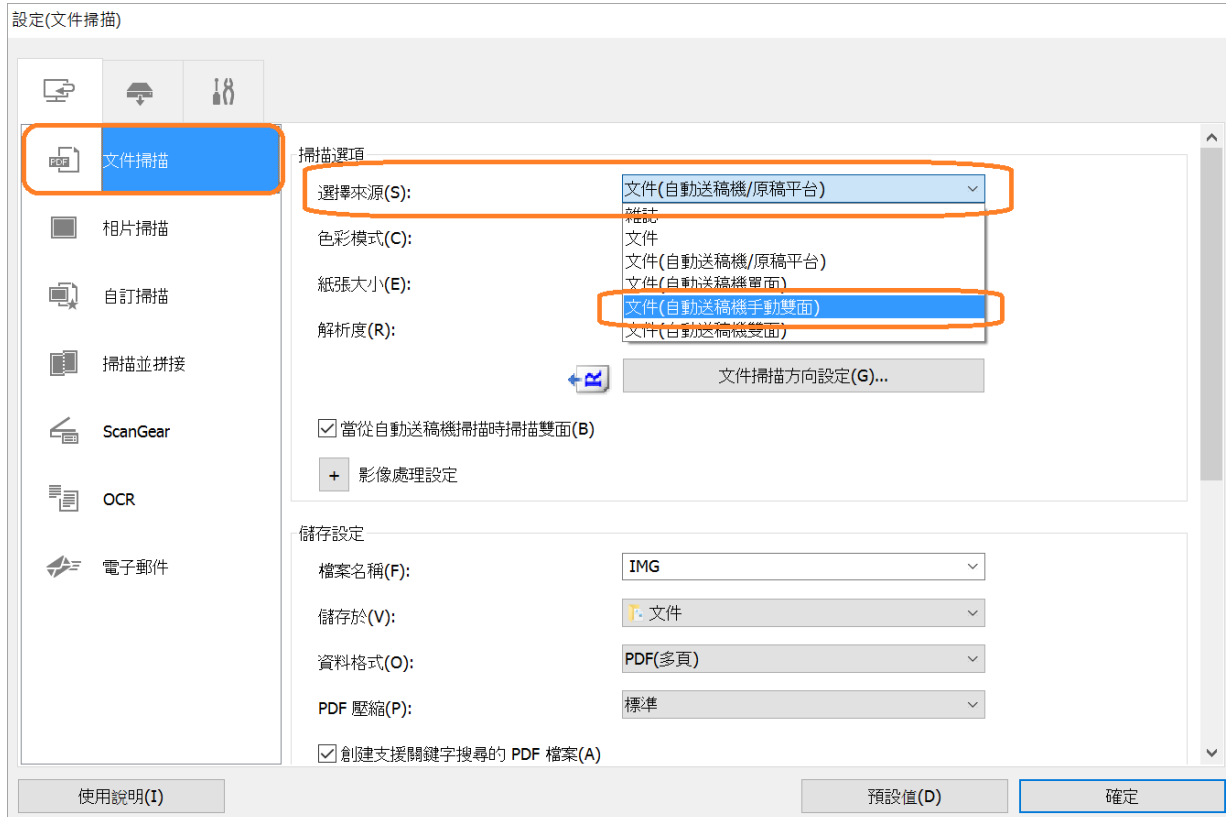 設定(文件掃描)
PDF
文件掃描
相片掃描
自訂掃描
掃描並拼接
ScanGear
OCR
電子郵件
掃描選項
選擇來源(S):
文件(自動送稿機/原稿平台)
雜誌
色彩模式(C):
文件
文件(自動送稿機/原稿平台)
紙張大小(E):
文件(自動送稿機單面)
文件(自動送稿機手動雙面)
解析度(R):
文件(自動送稿機雙面)
R
文件掃描方向設定(G)...
當從自動送稿機掃描時掃描雙面(B)
+ 影像處理設定
儲存設定
檔案名稱(F):
IMG
儲存於(V):
文件
資料格式(O):
PDF(多頁)
PDF 壓縮(P):
標準
創建支援關鍵字搜尋的 PDF 檔案(A)
使用說明(I)
預設值(D)
確定